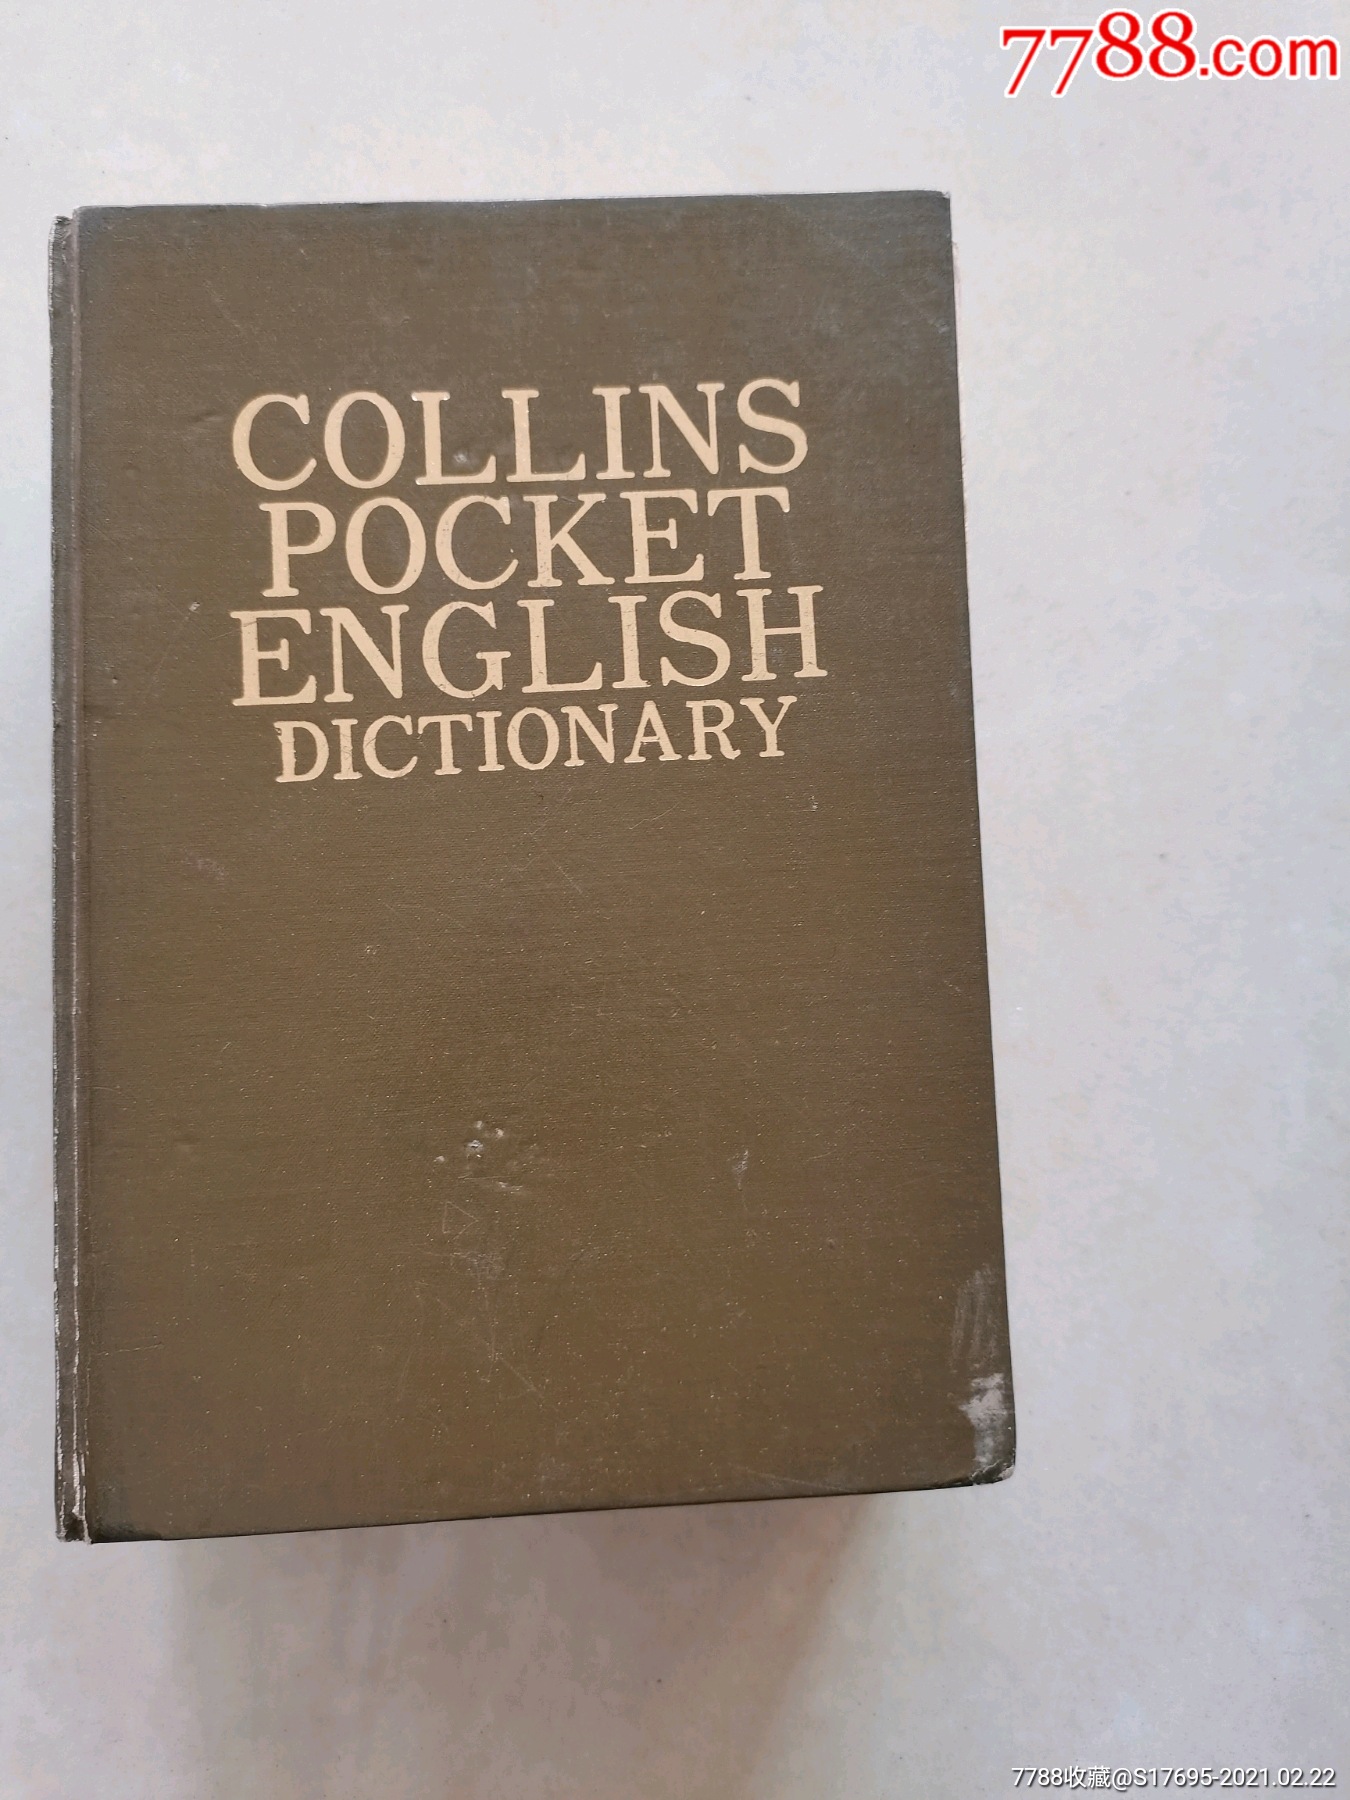 7788.com
COLLINS
POCKET
ENGLISH
DICTIONARY
7788收藏@S17695-2021.02.22